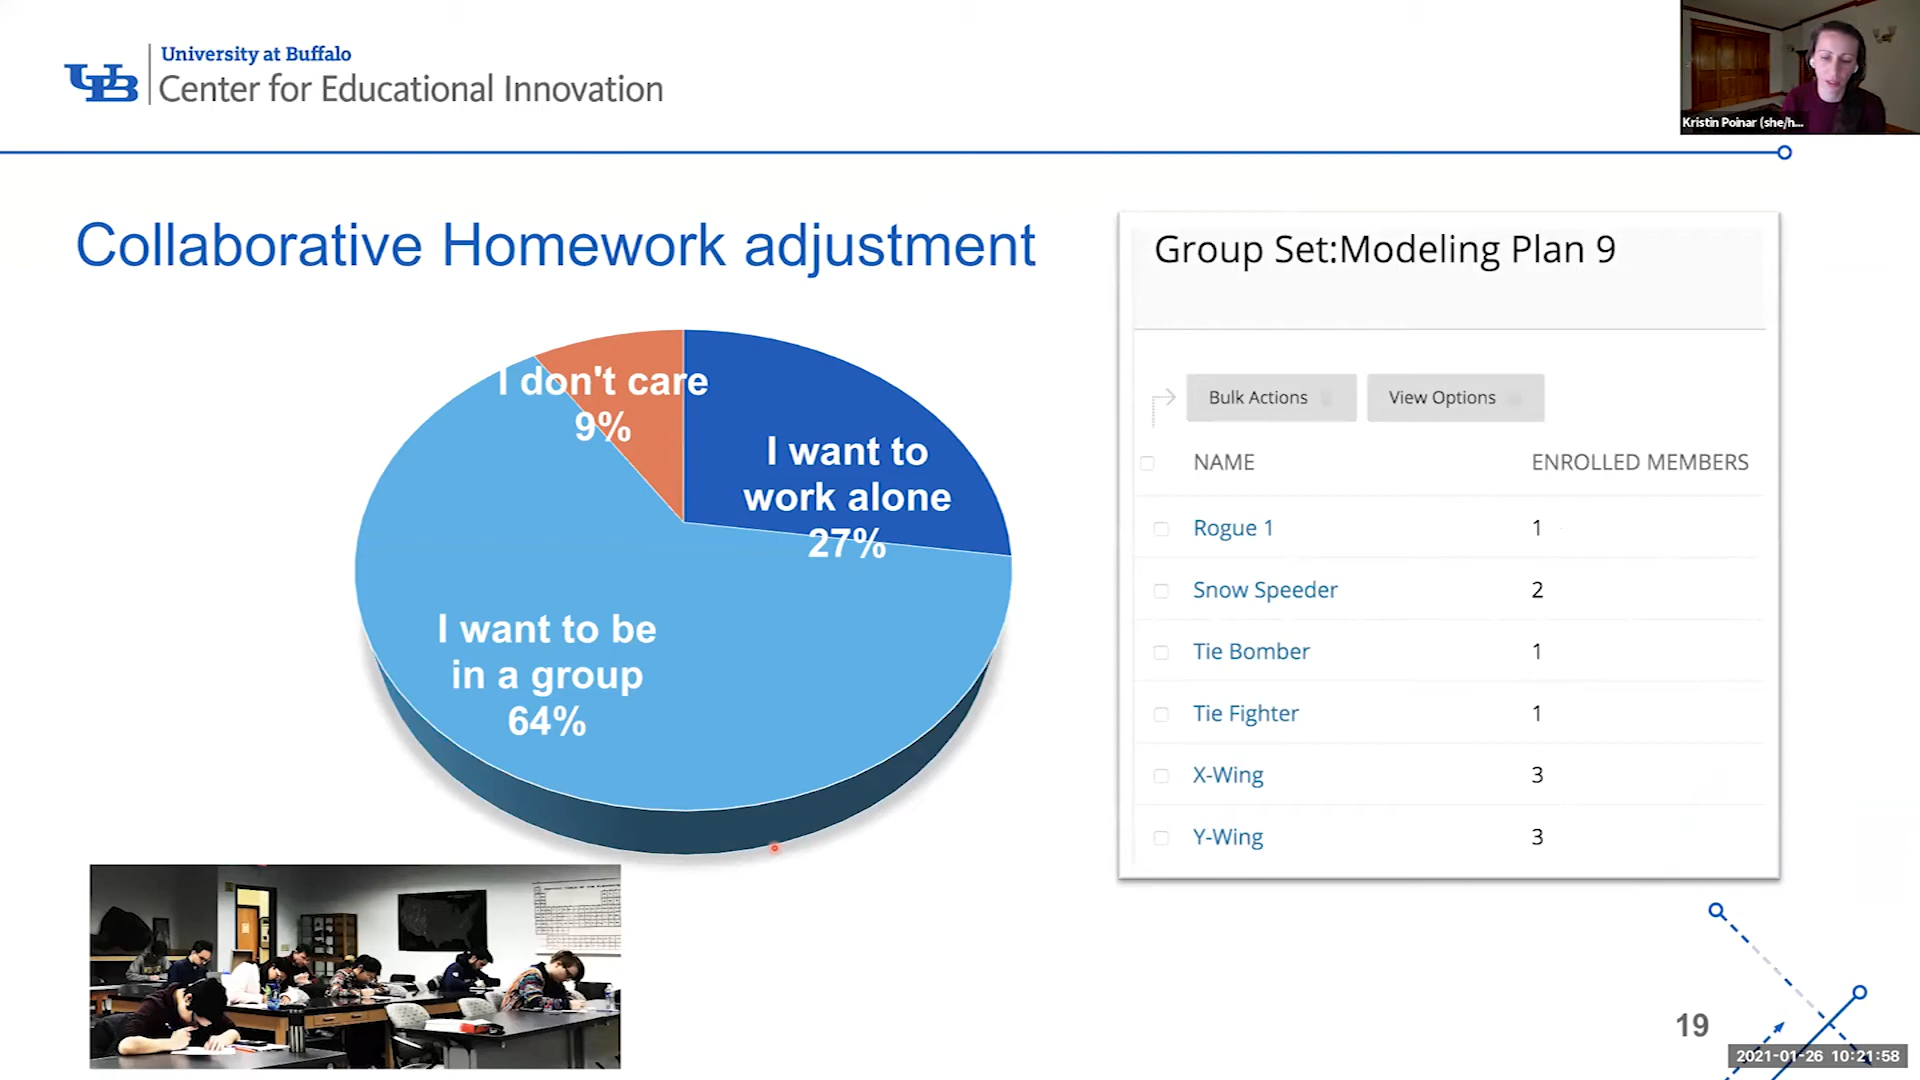 University at Buffalo
UB
Center for Educational Innovation
Kristin Poinar (she/h...
Collaborative Homework adjustment
I don't care
9%
I want to
work alone
27%
I want to be
in a group
64%
Group Set:Modeling Plan 9
Bulk Actions
View Options
NAME ENROLLED MEMBERS
Rogue 1 1
Snow Speeder 2
Tie Bomber 1
Tie Fighter 1
X-Wing 3
Y-Wing 3
19
2021-01-26 10:21:58